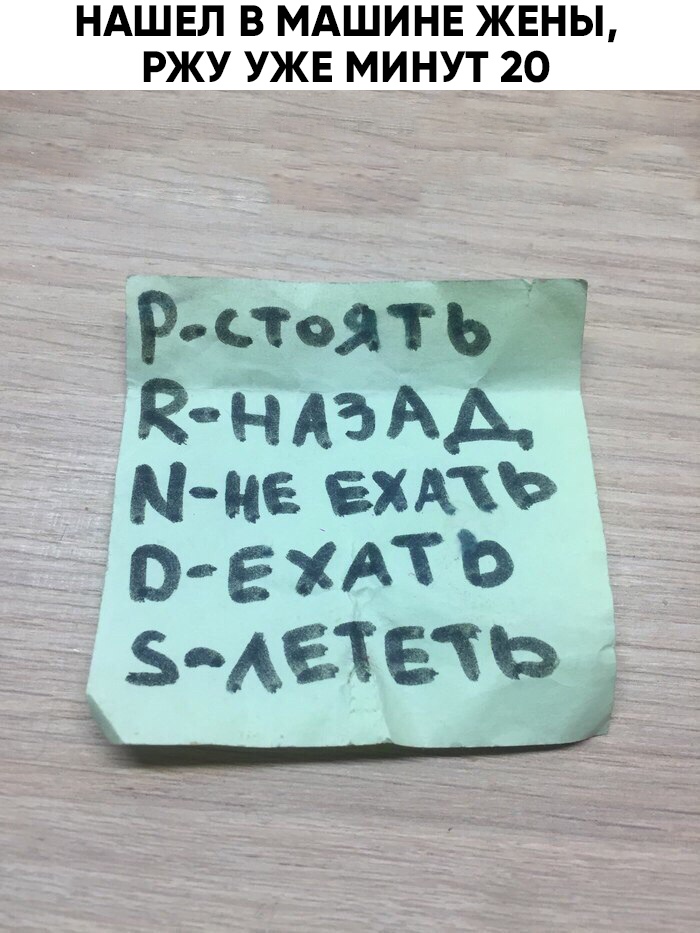 НАШЕЛ В МАШИНЕ ЖЕНЫ,
РЖУ УЖЕ МИНУТ 20
P-СТОЯТЬ
R-НАЗАД
N-НЕ ЕХАТЬ
D-ЕХАТЬ
S-ЛЕТЕТЬ